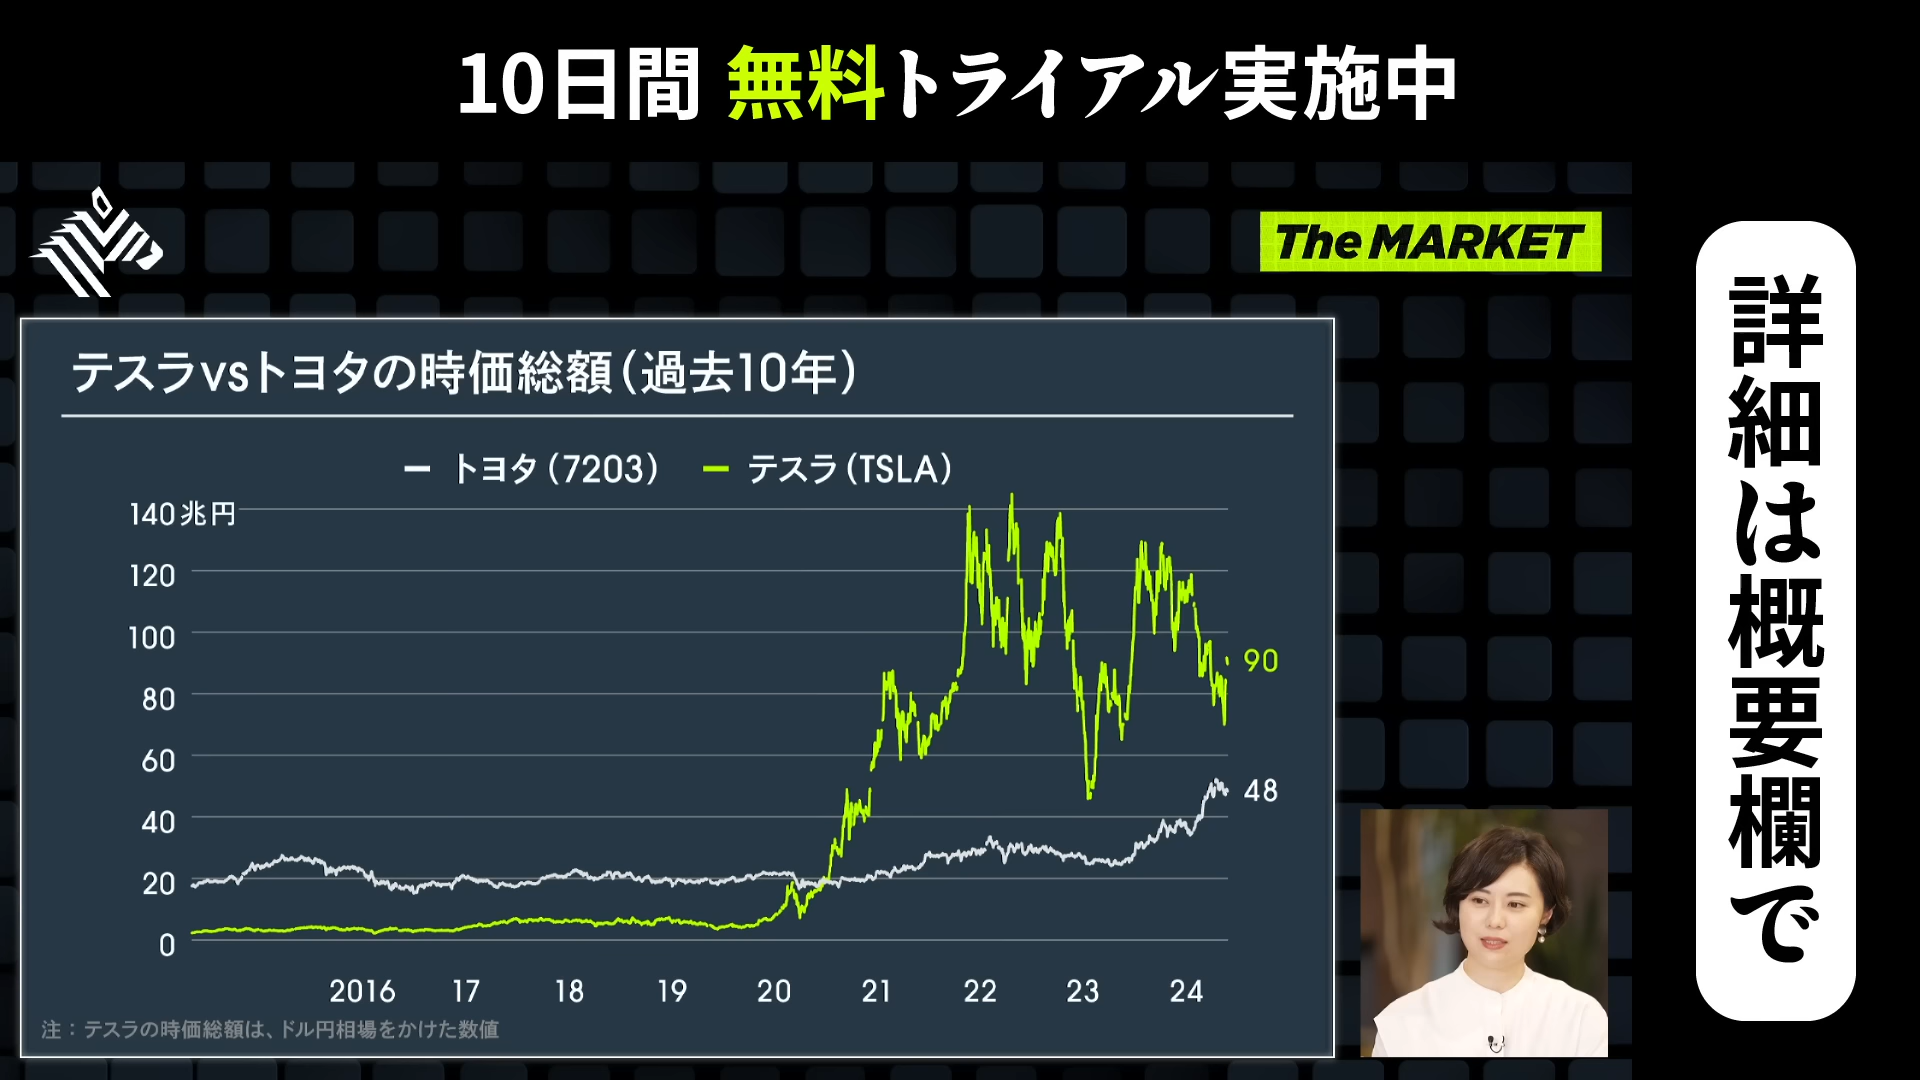 10日間 無料トライアル実施中
The MARKET
テスラvsトヨタの時価総額（過去10年）
トヨタ（7203） テスラ（TSLA）
140兆円
120
100
80
60
40
20
0
90
48
2016 17 18 19 20 21 22 23 24
注：テスラの時価総額は、ドル円相場をかけた数値
詳細は概要欄で